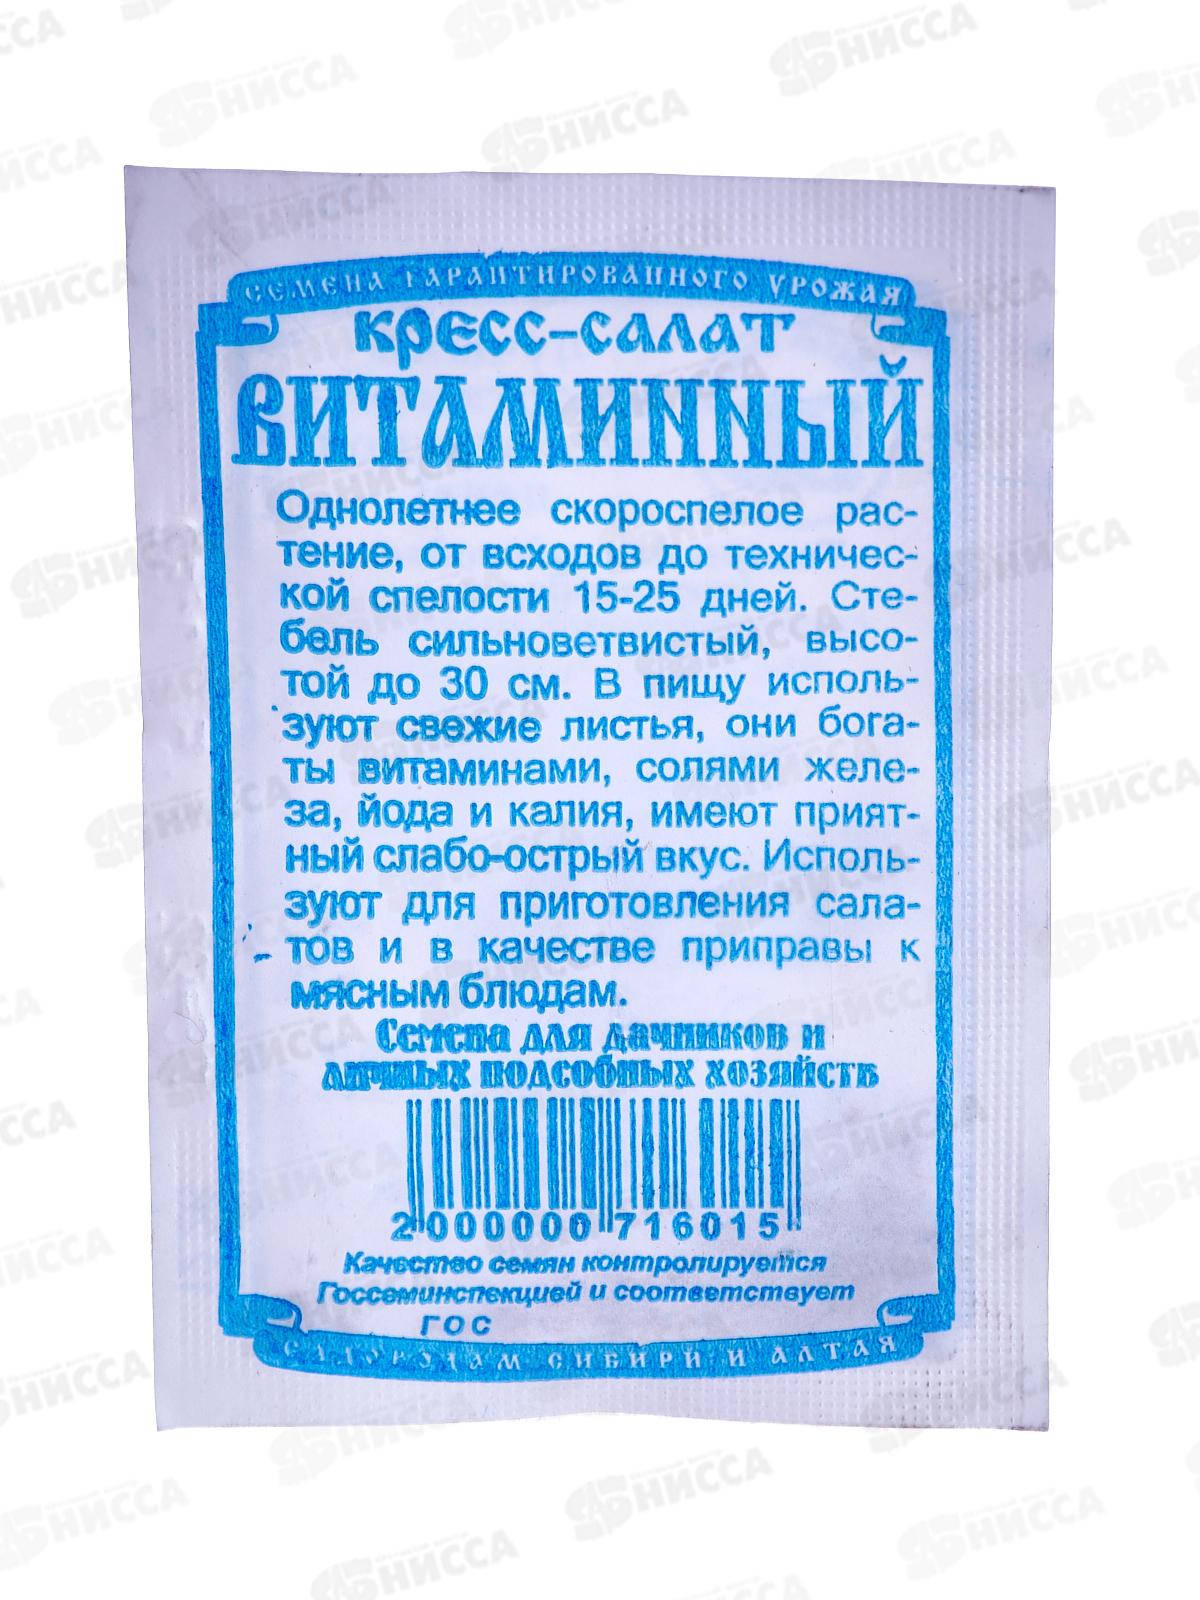 СЕМЕНА ГАРАНТИРОВАННОГО УРОЖАЯ
КРЕСС-САЛАТ
ВИТАМИННЫЙ
Однолетнее скороспелое рас-
тение, от всходов до техничес-
кой спелости 15-25 дней. Сте-
бель сильноветвистый, высо-
той до 30 см. В пищу исполь-
зуют свежие листья, они бога-
ты витаминами, солями желе-
за, йода и калия, имеют прият-
ный слабо-острый вкус. Исполь-
зуют для приготовления сала-
тов и в качестве приправы к
мясным блюдам.
Семена для дачников и
личных подсобных хозяйств
2 000000 716015
Качество семян контролируется
Госсеминспекцией и соответствует
ГОС
САДОВОДАМ СИБИРИ И АЛТАЯ